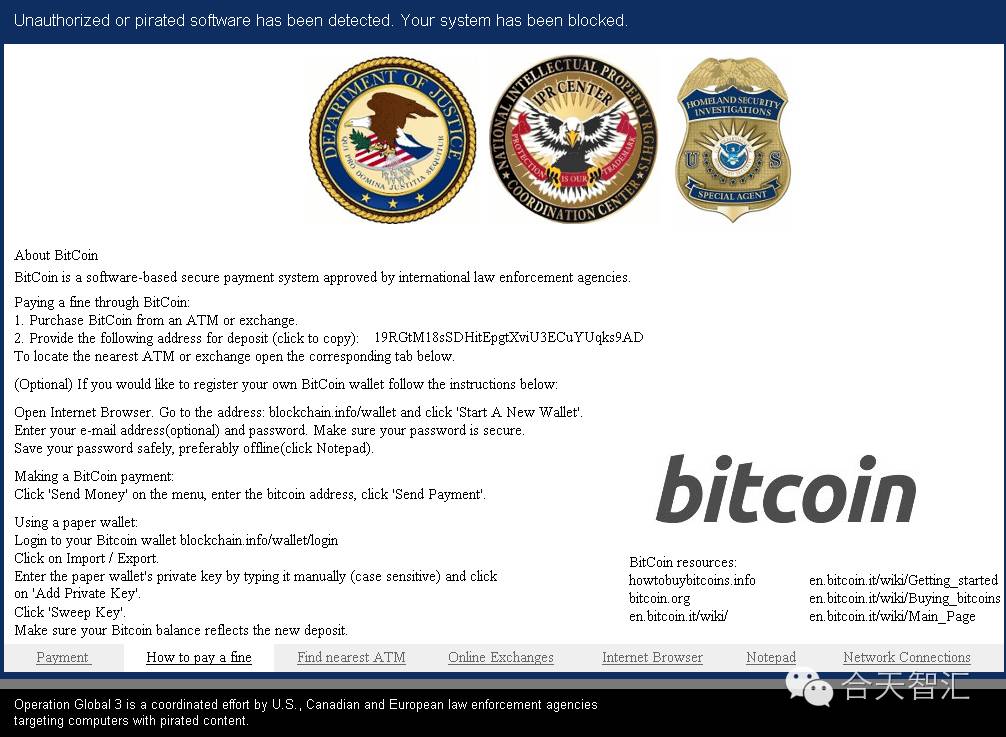 Unauthorized or pirated software has been detected. Your system has been blocked.
DEPARTMENT OF JUSTICE
QUI PRO DOMINA JUSTITIA SEQUITUR
NATIONAL INTELLECTUAL PROPERTY RIGHTS
IPR CENTER
PROTECTION IS OUR TRADEMARK
COORDINATION CENTER
HOMELAND SECURITY
INVESTIGATIONS
U S
SPECIAL AGENT
About BitCoin
BitCoin is a software-based secure payment system approved by international law enforcement agencies.
Paying a fine through BitCoin:
1. Purchase BitCoin from an ATM or exchange.
2. Provide the following address for deposit (click to copy): 19RGtM18sSDHitEpgtXviU3ECuYUqks9AD
To locate the nearest ATM or exchange open the corresponding tab below.
(Optional) If you would like to register your own BitCoin wallet follow the instructions below:
Open Internet Browser. Go to the address: blockchain.info/wallet and click 'Start A New Wallet'.
Enter your e-mail address(optional) and password. Make sure your password is secure.
Save your password safely, preferably offline(click Notepad).
Making a BitCoin payment:
Click 'Send Money' on the menu, enter the bitcoin address, click 'Send Payment'.
Using a paper wallet:
Login to your Bitcoin wallet blockchain.info/wallet/login
Click on Import / Export.
Enter the paper wallet's private key by typing it manually (case sensitive) and click
on 'Add Private Key'.
Click 'Sweep Key'.
Make sure your Bitcoin balance reflects the new deposit.
bitcoin
BitCoin resources:
howtobuybitcoins.info en.bitcoin.it/wiki/Getting_started
bitcoin.org en.bitcoin.it/wiki/Buying_bitcoins
en.bitcoin.it/wiki/ en.bitcoin.it/wiki/Main_Page
Payment How to pay a fine Find nearest ATM Online Exchanges Internet Browser Notepad Network Connections
合天智汇
Operation Global 3 is a coordinated effort by U.S., Canadian and European law enforcement agencies
targeting computers with pirated content.